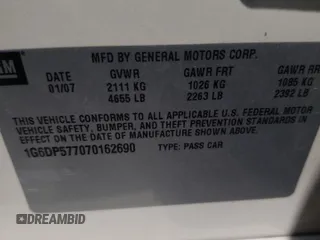 GM
MFD BY GENERAL MOTORS CORP.
DATE GVWR GAWR FRT GAWR RR
01/07 2111 KG 1026 KG 1085 KG
4655 LB 2263 LB 2392 LB
THIS VEHICLE CONFORMS TO ALL APPLICABLE U.S. FEDERAL MOTOR
VEHICLE SAFETY, BUMPER, AND THEFT PREVENTION STANDARDS IN
EFFECT ON THE DATE OF MANUFACTURE SHOWN ABOVE.
1G6DP577070162690 TYPE: PASS CAR